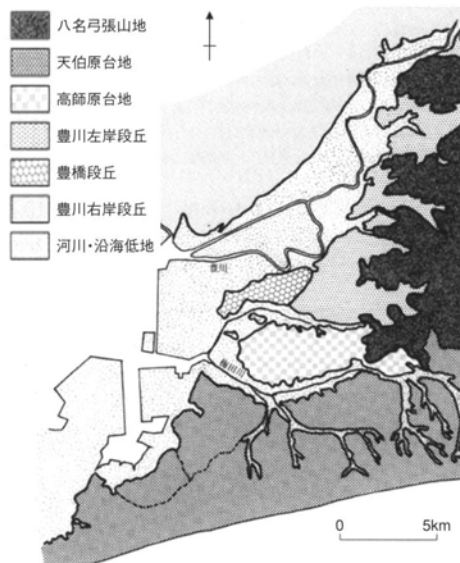 八名弓張山地
天伯原台地
高師原台地
豊川左岸段丘
豊橋段丘
豊川右岸段丘
河川・沿海低地
豊川
梅田川
0 5km